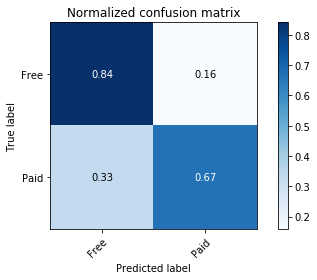 Normalized confusion matrix
True label
Free
Paid
0.84
0.16
0.33
0.67
Free
Paid
Predicted label
0.8
0.7
0.6
0.5
0.4
0.3
0.2